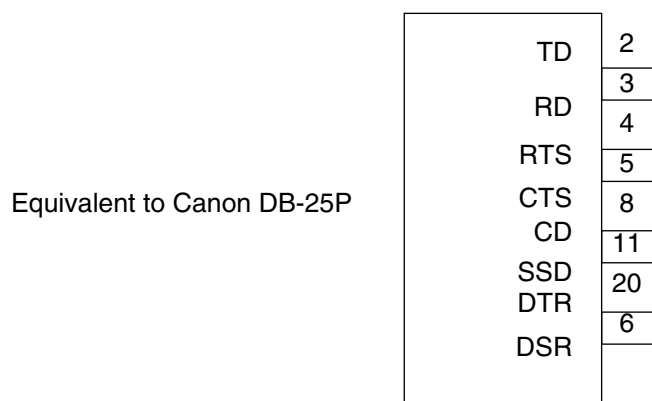 TD 2
3
RD
4
RTS
5
Equivalent to Canon DB-25P
CTS 8
CD
11
SSD
20
DTR
6
DSR